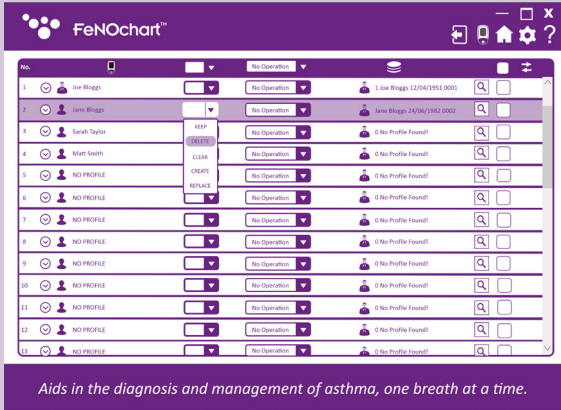 FeNOchart™
No. No Operation
1 Joe Bloggs No Operation 1 Joe Bloggs 12/04/1951 0001
2 Jane Bloggs No Operation Jane Bloggs 24/06/1982 0002
KEEP
3 Sarah Taylor No Operation 0 No Profile Found!
DELETE
4 Matt Smith No Operation 0 No Profile Found!
CLEAR
5 NO PROFILE CREATE No Operation 0 No Profile Found!
REPLACE
6 NO PROFILE No Operation 0 No Profile Found!
7 NO PROFILE No Operation 0 No Profile Found!
8 NO PROFILE No Operation 0 No Profile Found!
9 NO PROFILE No Operation 0 No Profile Found!
10 NO PROFILE No Operation 0 No Profile Found!
11 NO PROFILE No Operation 0 No Profile Found!
12 NO PROFILE No Operation 0 No Profile Found!
13 NO PROFILE No Operation 0 No Profile Found!
Aids in the diagnosis and management of asthma, one breath at a time.